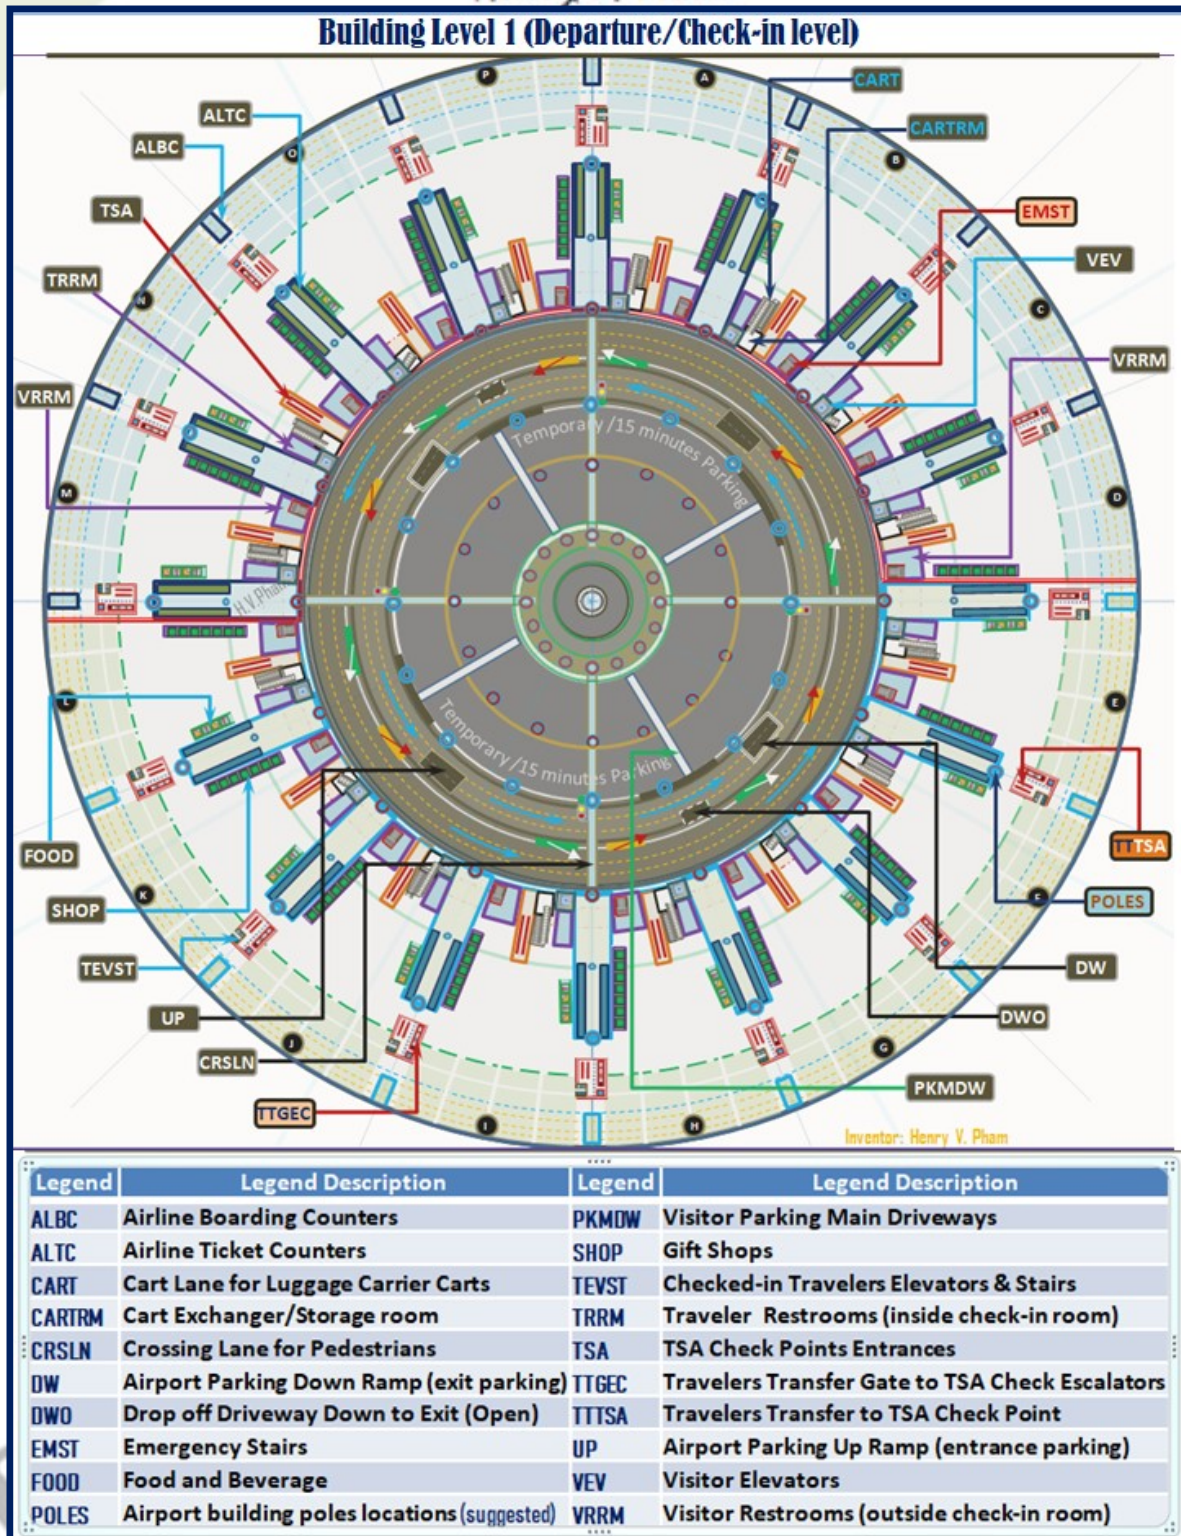 Building Level 1 (Departure/Check-in level)
P
A
CART
ALTC
CARTRM
ALBC
O
B
TSA
EMST
VEV
TRRM
N
C
VRRM
VRRM
Temporary /15 minutes Parking
M
D
H.V.Pham
L
E
Temporary /15 minutes Parking
FOOD
TTTSA
K
F
POLES
SHOP
TEVST
DW
UP
DWO
J
G
CRSLN
PKMDW
TTGEC
I
H
Inventor: Henry V. Pham
Legend Legend Description Legend Legend Description
ALBC Airline Boarding Counters PKMDW Visitor Parking Main Driveways
ALTC Airline Ticket Counters SHOP Gift Shops
CART Cart Lane for Luggage Carrier Carts TEVST Checked-in Travelers Elevators & Stairs
CARTRM Cart Exchanger/Storage room TRRM Traveler Restrooms (inside check-in room)
CRSLN Crossing Lane for Pedestrians TSA TSA Check Points Entrances
DW Airport Parking Down Ramp (exit parking) TTGEC Travelers Transfer Gate to TSA Check Escalators
DWO Drop off Driveway Down to Exit (Open) TTTSA Travelers Transfer to TSA Check Point
EMST Emergency Stairs UP Airport Parking Up Ramp (entrance parking)
FOOD Food and Beverage VEV Visitor Elevators
POLES Airport building poles locations (suggested) VRRM Visitor Restrooms (outside check-in room)